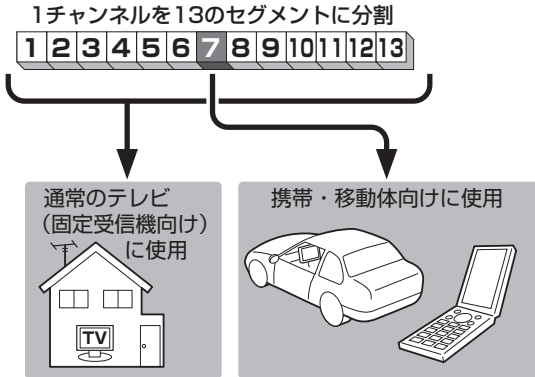 1チャンネルを13のセグメントに分割
1 2 3 4 5 6 7 8 9 10 11 12 13
通常のテレビ
（固定受信機向け）
に使用
TV
携帯・移動体向けに使用